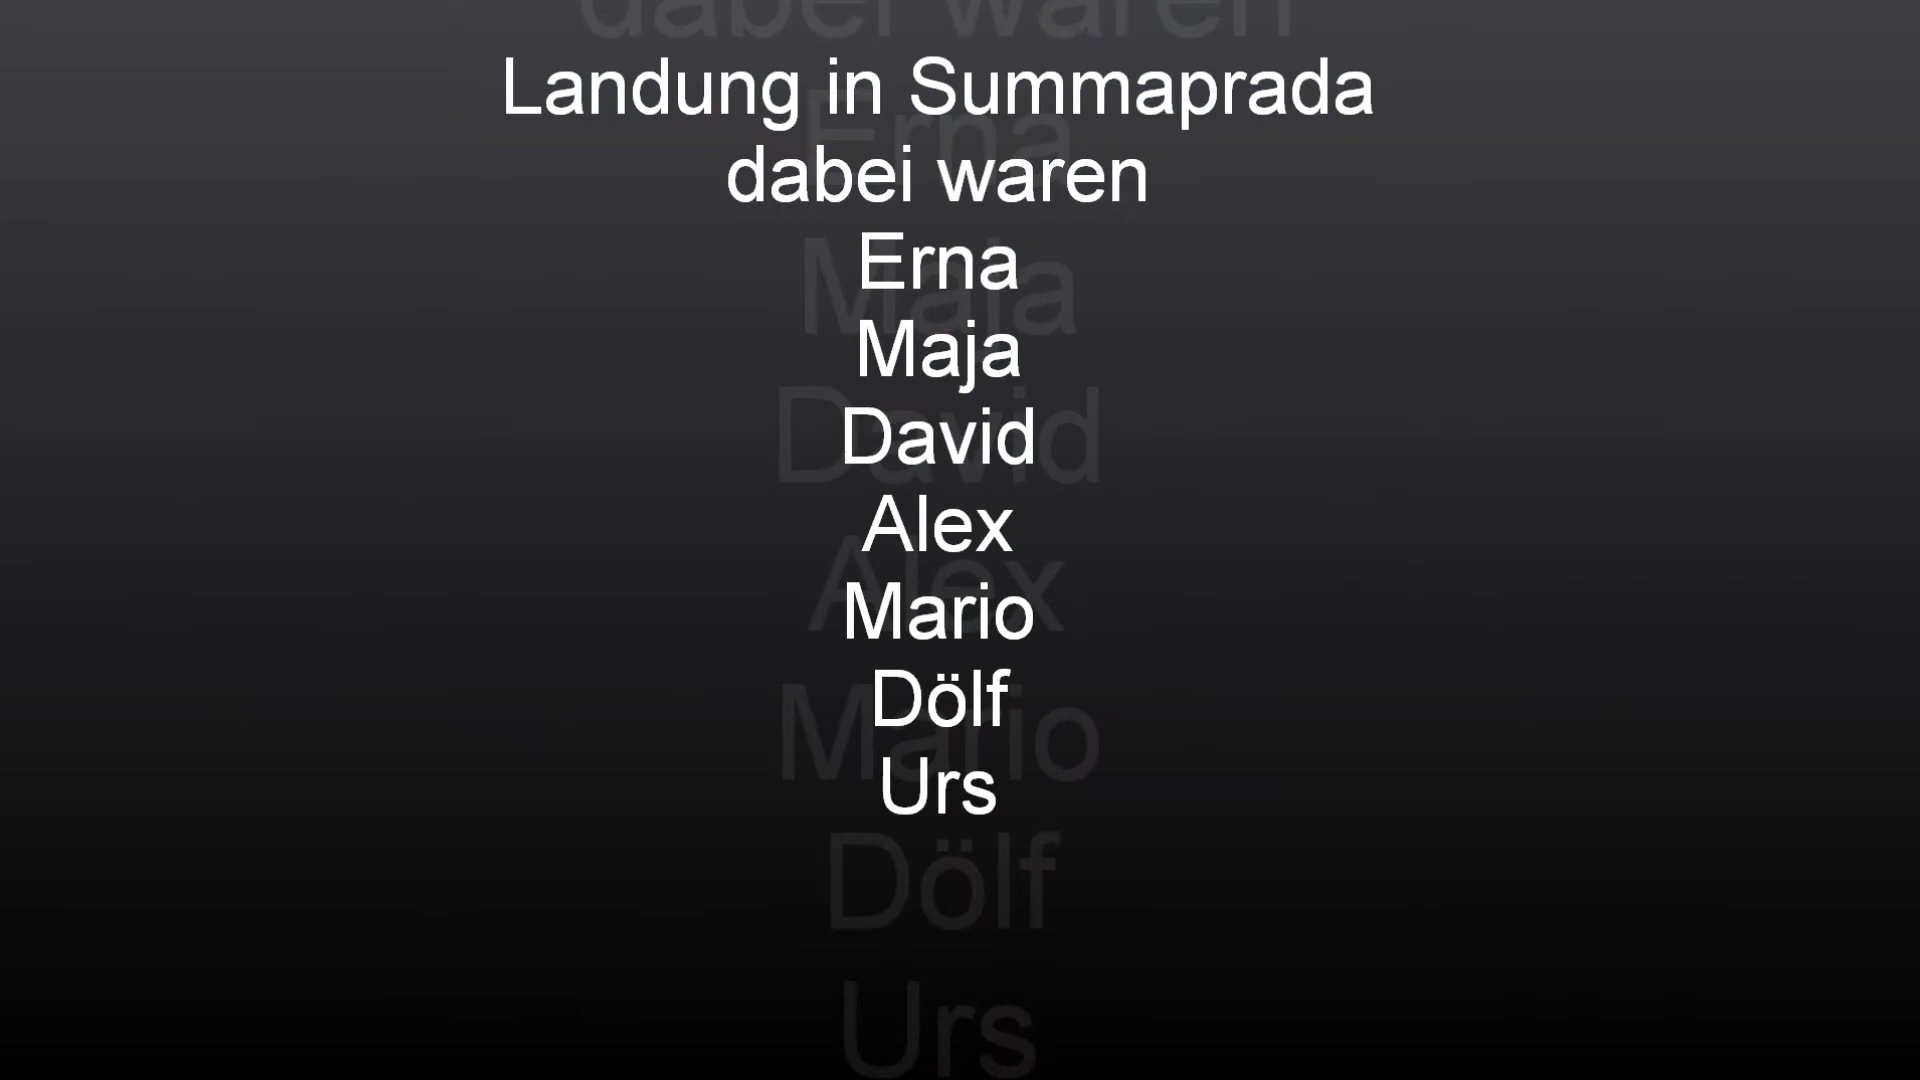 Landung in Summaprada
dabei waren
Erna
Maja
David
Alex
Mario
Dölf
Urs